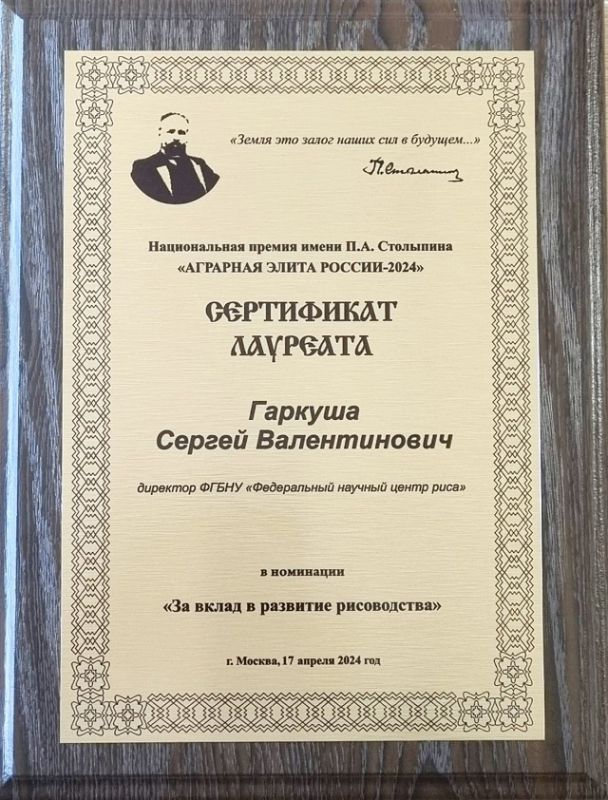 «Земля это залог наших сил в будущем...»
П.Столыпин
Национальная премия имени П.А. Столыпина
«АГРАРНАЯ ЭЛИТА РОССИИ-2024»
СЕРТИФИКАТ
ЛАУРЕАТА
Гаркуша
Сергей Валентинович
директор ФГБНУ «Федеральный научный центр риса»
в номинации
«За вклад в развитие рисоводства»
г. Москва, 17 апреля 2024 год